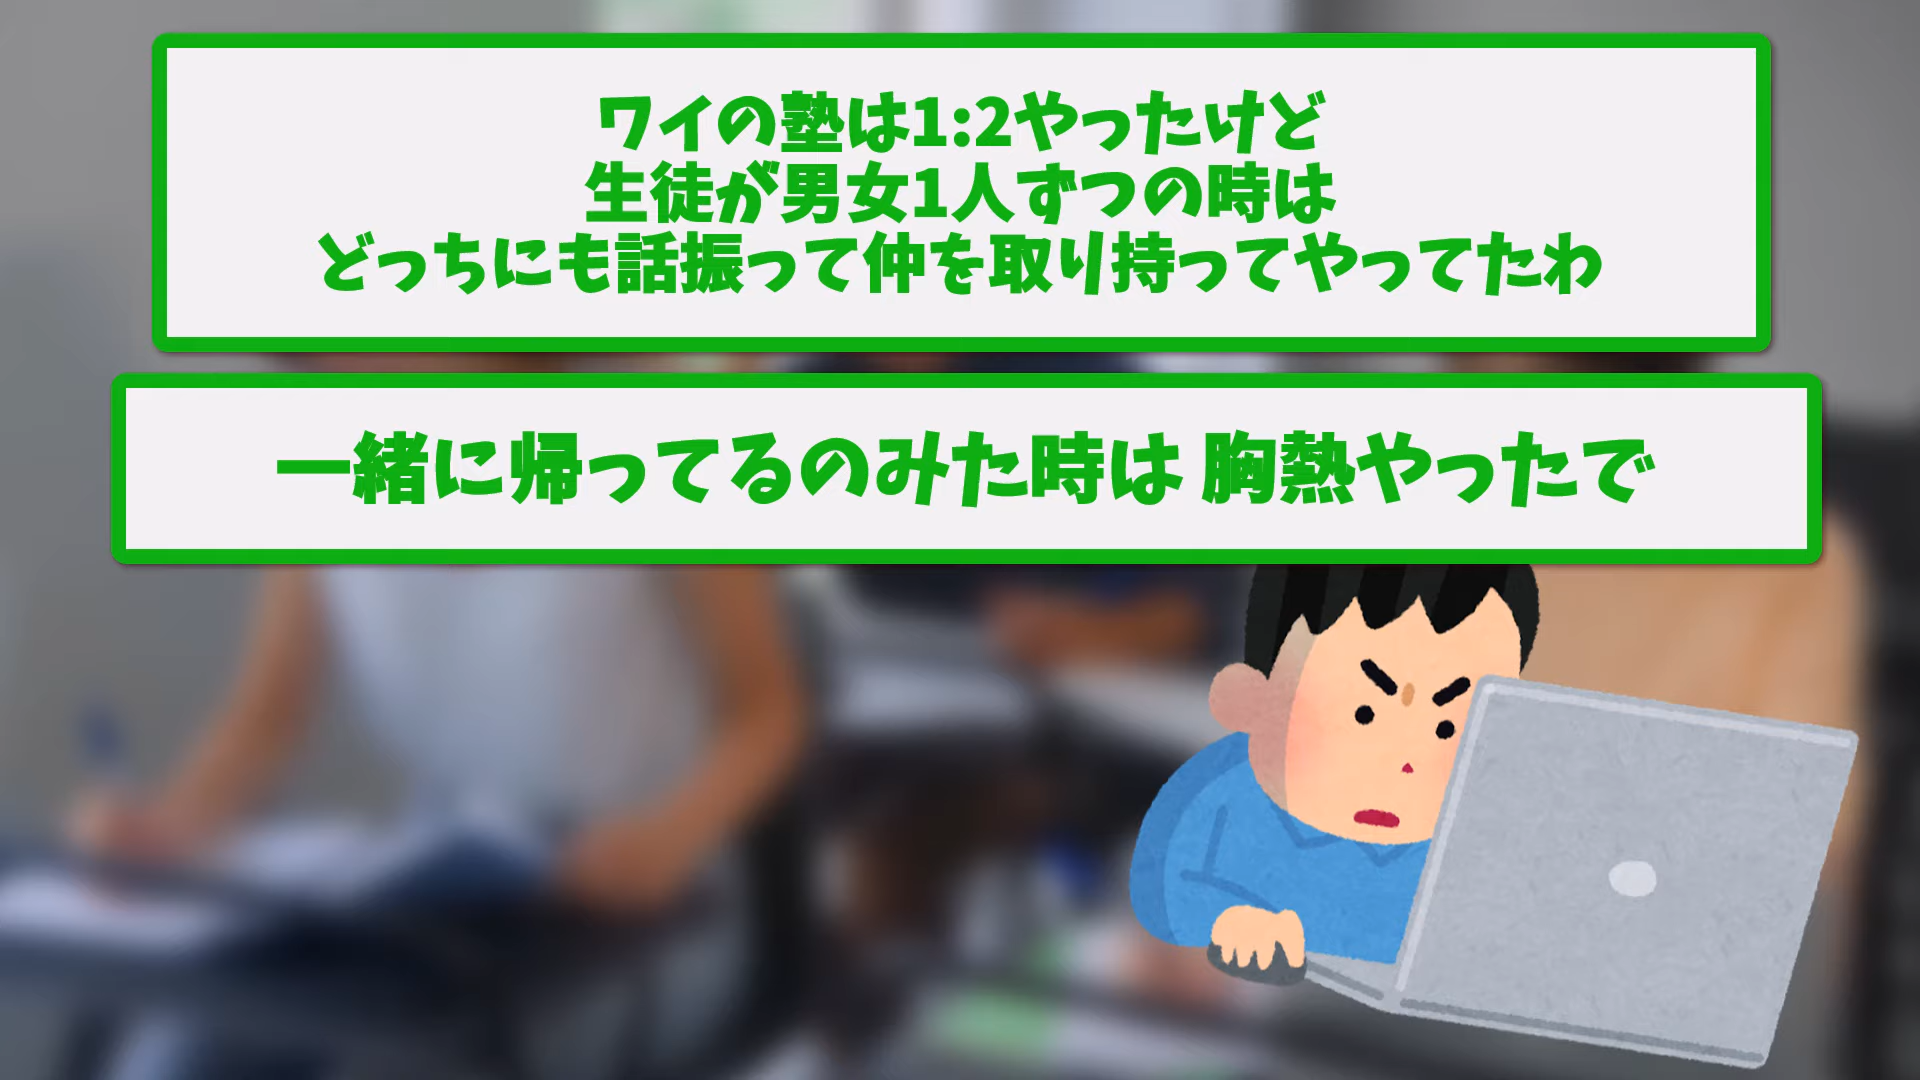 ワイの塾は1:2やったけど
生徒が男女1人ずつの時は
どっちにも話振って仲を取り持ってやってたわ
一緒に帰ってるのみた時は 胸熱やったで